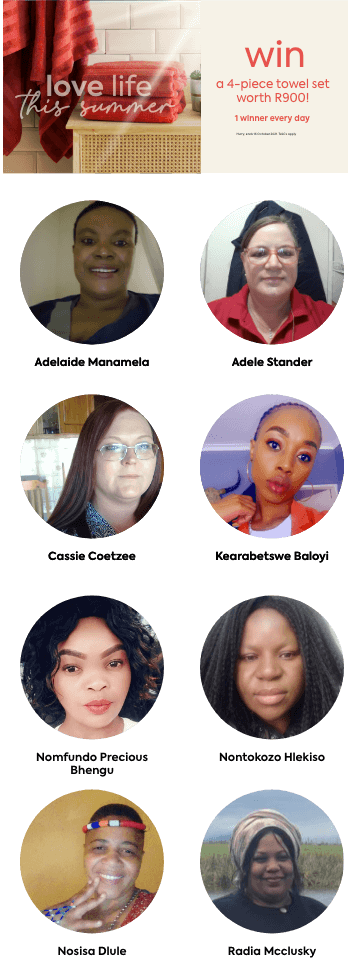 love life
this summer
win
a 4-piece towel set
worth R900!
1 winner every day
Adelaide Manamela
Adele Stander
Cassie Coetzee
Kearabetswe Baloyi
Nomfundo Precious
Bhengu
Nontokozo Hlekiso
Nosisa Dlule
Radia Mcclusky